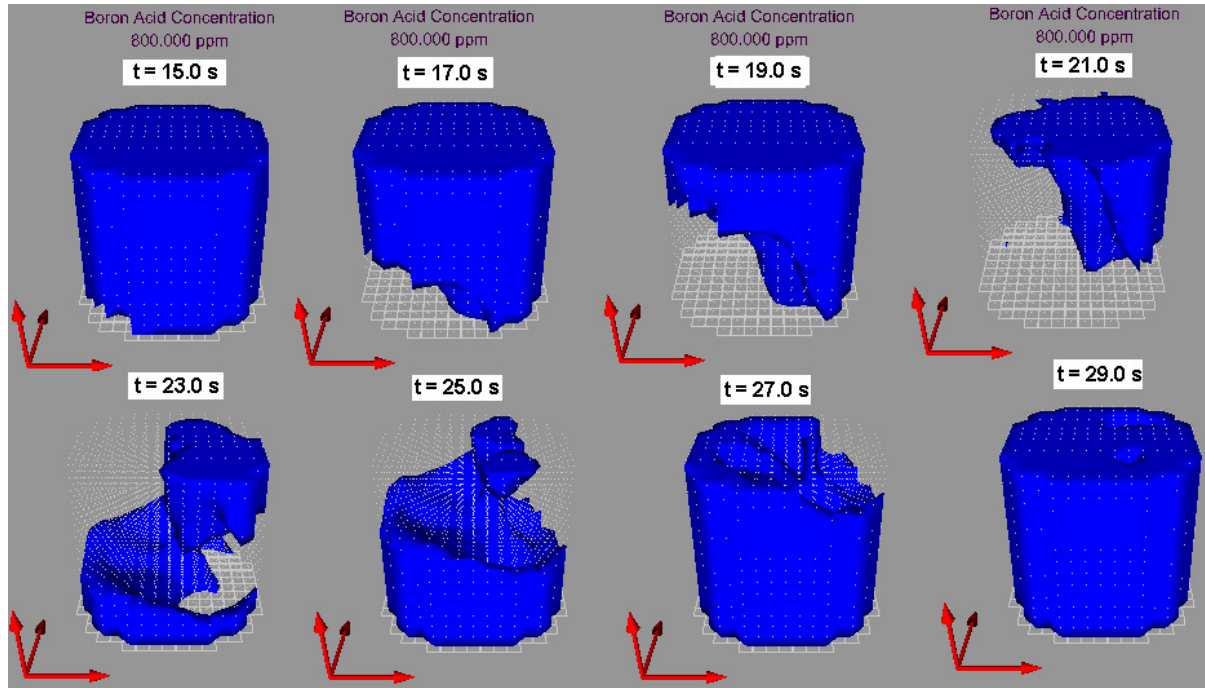 Boron Acid Concentration
800.000 ppm
t = 15.0 s
Boron Acid Concentration
800.000 ppm
t = 17.0 s
Boron Acid Concentration
800.000 ppm
t = 19.0 s
Boron Acid Concentration
800.000 ppm
t = 21.0 s
t = 23.0 s
t = 25.0 s
t = 27.0 s
t = 29.0 s